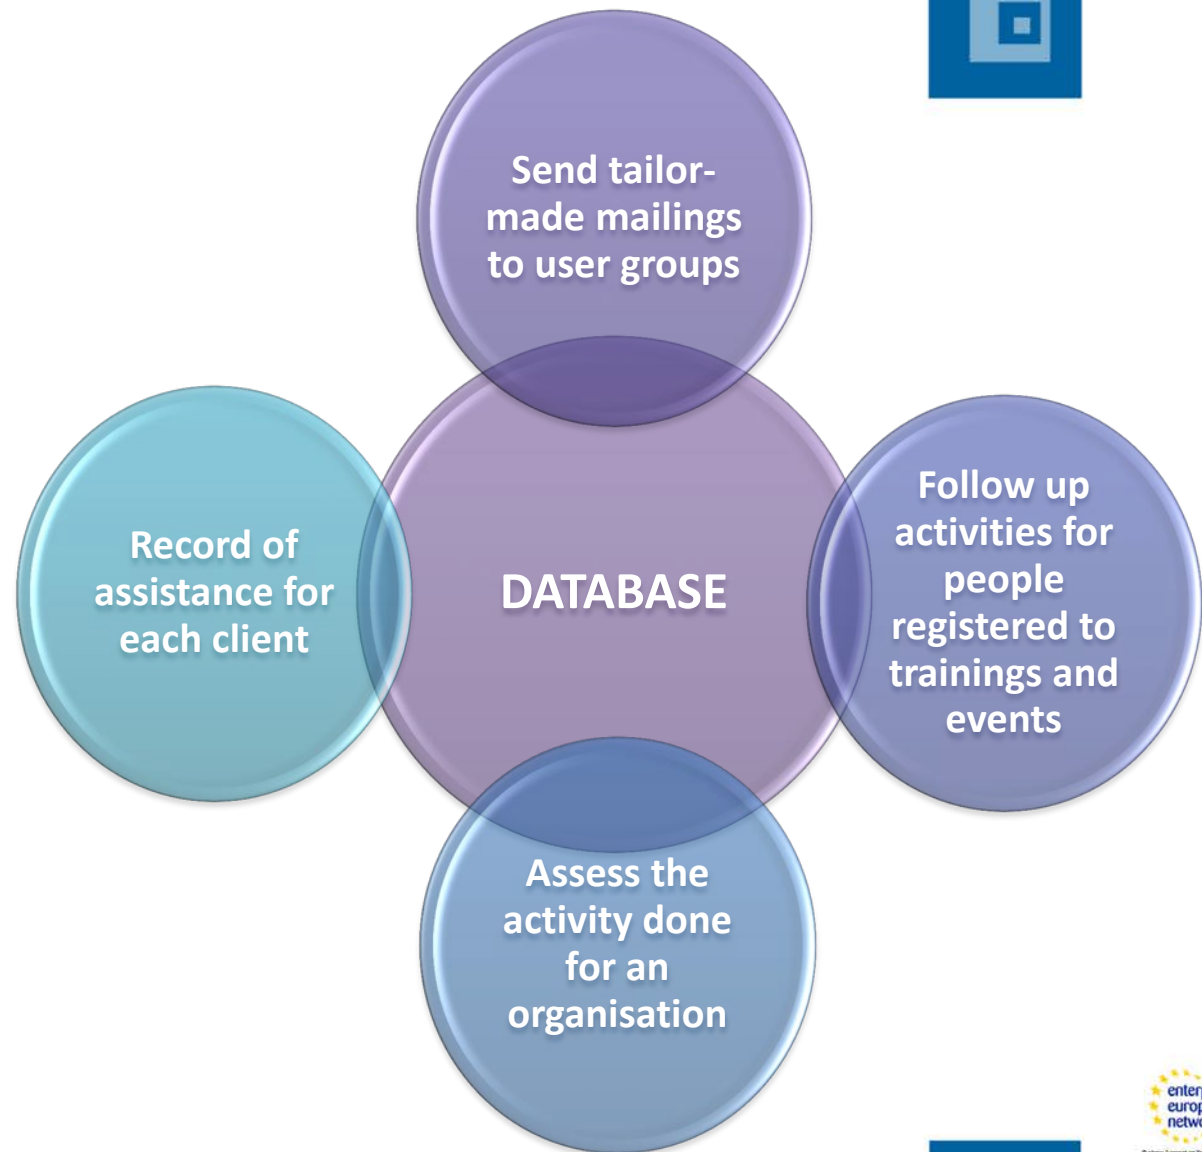 Send tailor-
made mailings
to user groups
Record of
assistance for
each client
DATABASE
Follow up
activities for
people
registered to
trainings and
events
Assess the
activity done
for an
organisation